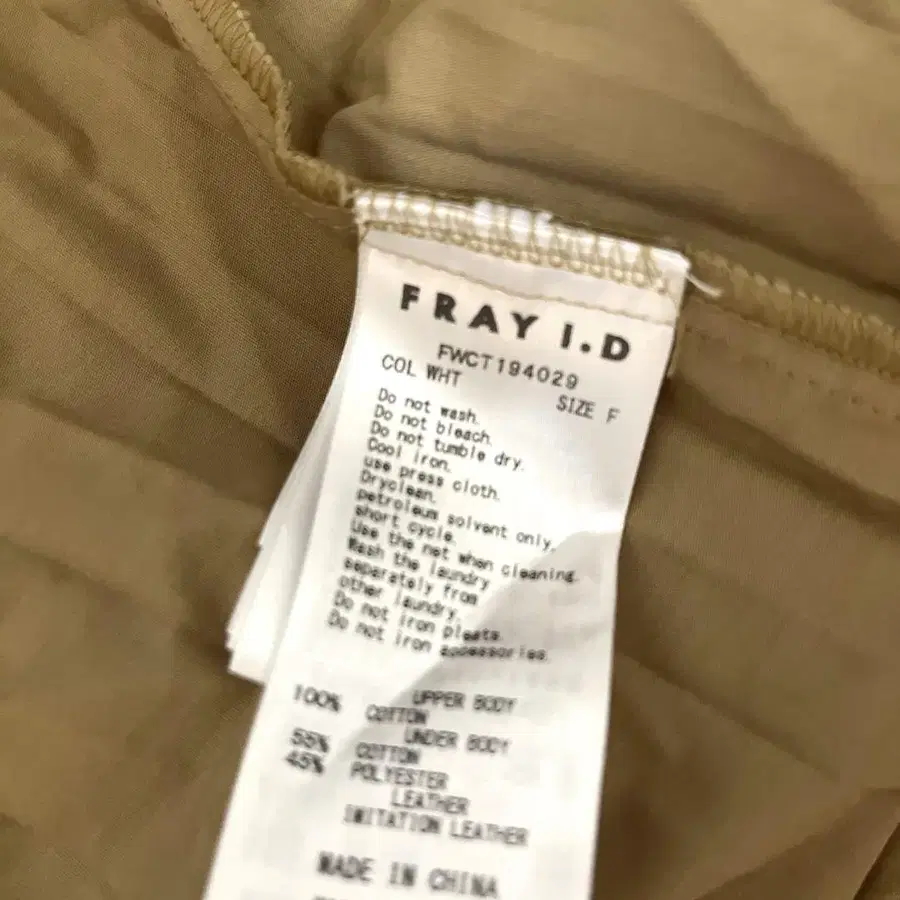 FRAY I.D
FWCT194029
COL WHT SIZE F
Do not wash.
Do not bleach.
Do not tumble dry.
Cool iron.
use press cloth.
Dryclean.
petroleum solvent only.
short cycle.
Use the net when cleaning.
Wash the laundry
separately from
other laundry.
Do not iron pleats.
Do not iron accessories.
UPPER BODY
100% COTTON
UNDER BODY
55% COTTON
45% POLYESTER
LEATHER
IMITATION LEATHER
MADE IN CHINA